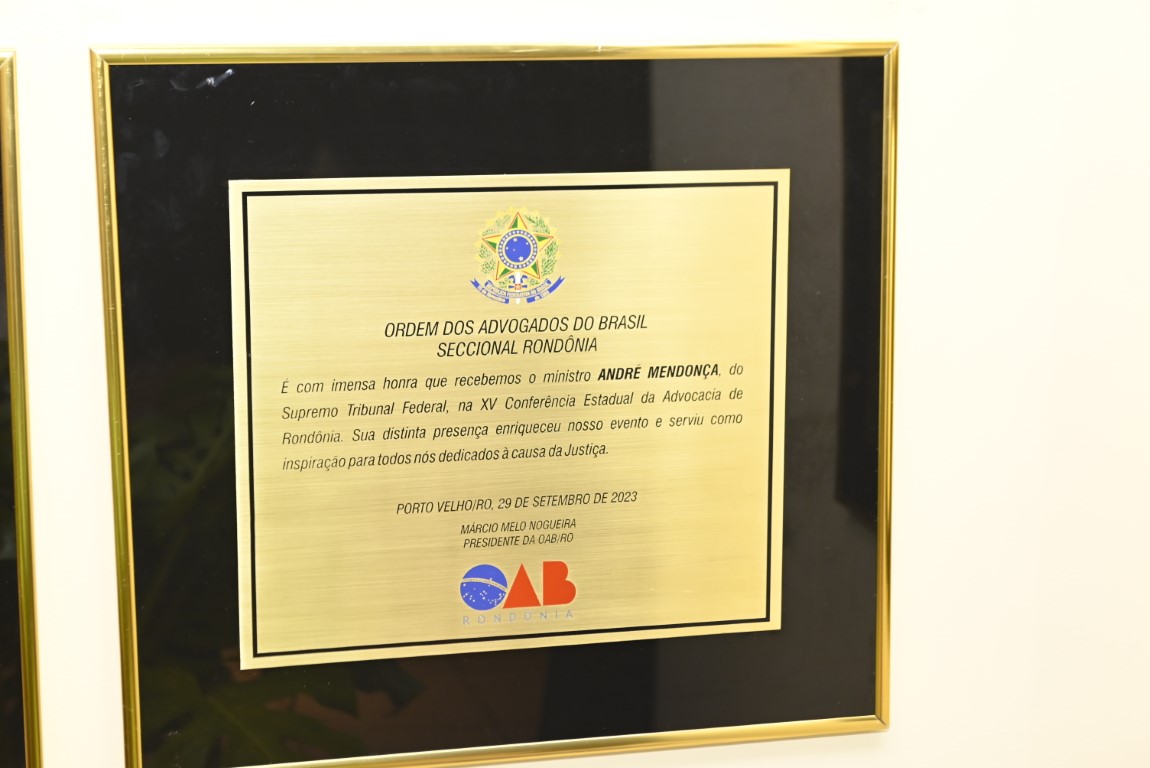 ORDEM DOS ADVOGADOS DO BRASIL
SECCIONAL RONDÔNIA
É com imensa honra que recebemos o ministro ANDRÉ MENDONÇA, do
Supremo Tribunal Federal, na XV Conferência Estadual da Advocacia de
Rondônia. Sua distinta presença enriqueceu nosso evento e serviu como
inspiração para todos nós dedicados à causa da Justiça.
PORTO VELHO/RO, 29 DE SETEMBRO DE 2023
MÁRCIO MELO NOGUEIRA
PRESIDENTE DA OAB/RO
OAB
RONDÔNIA